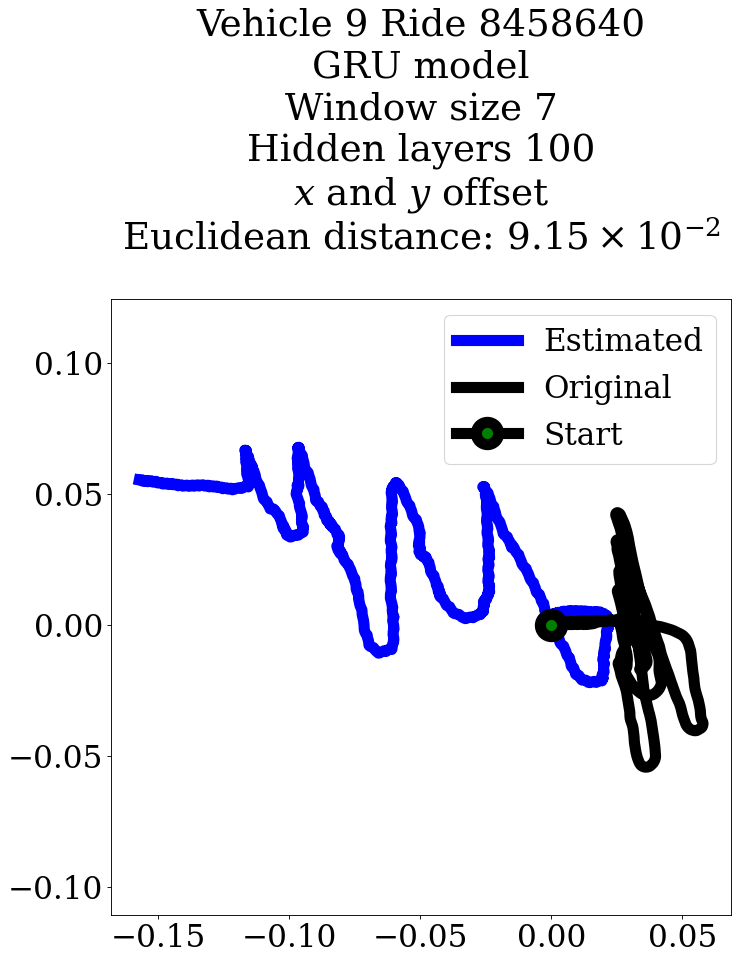 Vehicle 9 Ride 8458640
GRU model
Window size 7
Hidden layers 100
x and y offset
Euclidean distance: 9.15 × 10⁻²
Estimated
Original
Start
0.10
0.05
0.00
−0.05
−0.10
−0.15 −0.10 −0.05 0.00 0.05